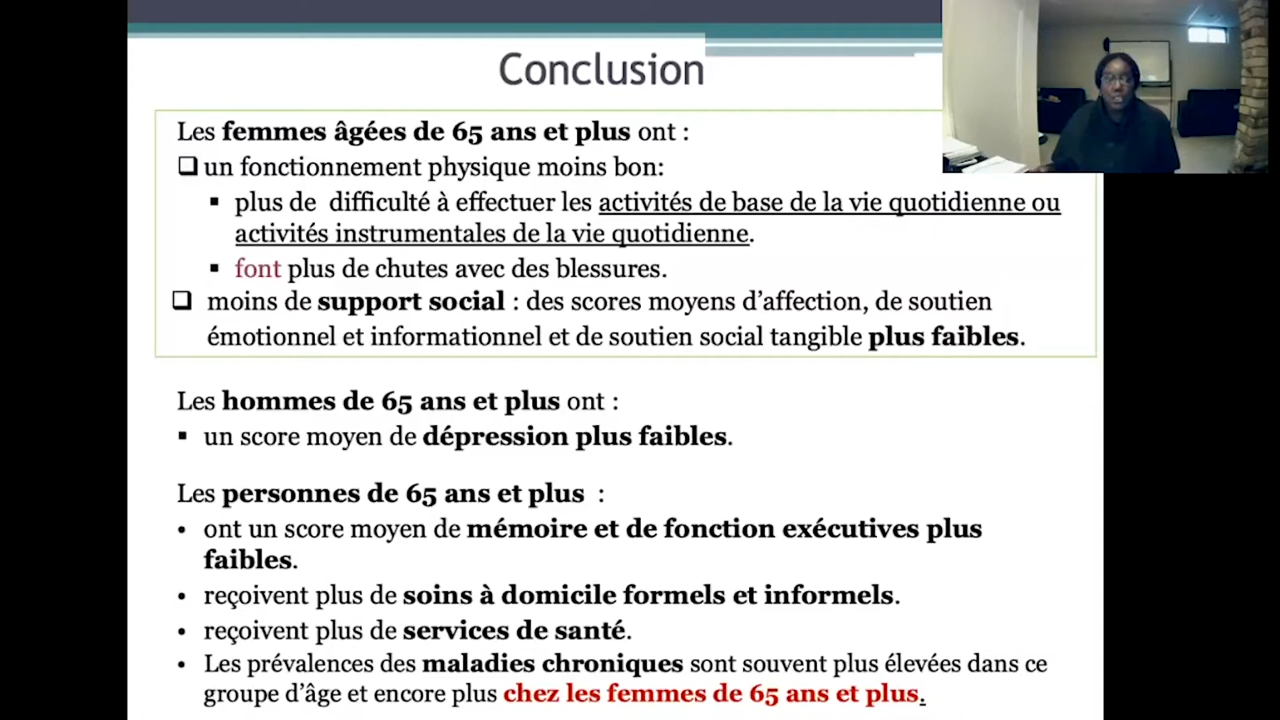 Conclusion
Les femmes âgées de 65 ans et plus ont :
❑ un fonctionnement physique moins bon:
▪ plus de difficulté à effectuer les activités de base de la vie quotidienne ou
activités instrumentales de la vie quotidienne.
▪ font plus de chutes avec des blessures.
❑ moins de support social : des scores moyens d’affection, de soutien
émotionnel et informationnel et de soutien social tangible plus faibles.
Les hommes de 65 ans et plus ont :
▪ un score moyen de dépression plus faibles.
Les personnes de 65 ans et plus :
• ont un score moyen de mémoire et de fonction exécutives plus
faibles.
• reçoivent plus de soins à domicile formels et informels.
• reçoivent plus de services de santé.
• Les prévalences des maladies chroniques sont souvent plus élevées dans ce
groupe d’âge et encore plus chez les femmes de 65 ans et plus.